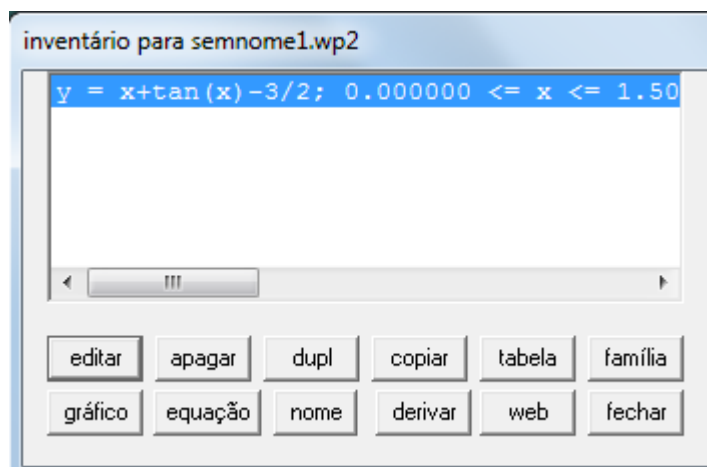 inventário para semnome1.wp2
y = x+tan(x)-3/2; 0.000000 <= x <= 1.50
editar apagar dupl copiar tabela família
gráfico equação nome derivar web fechar